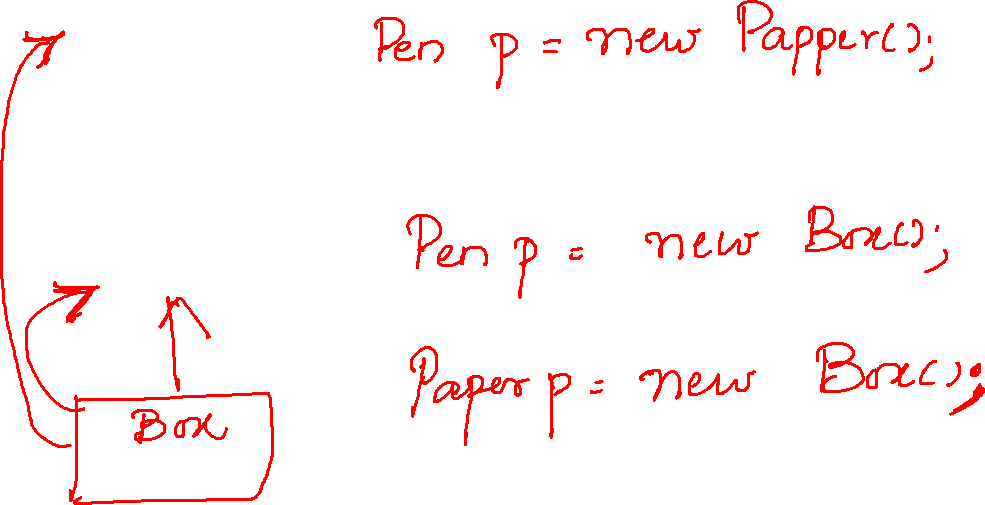 Pen p = new Papper();
Pen p = new Box();
Paper p = new Box();
Box